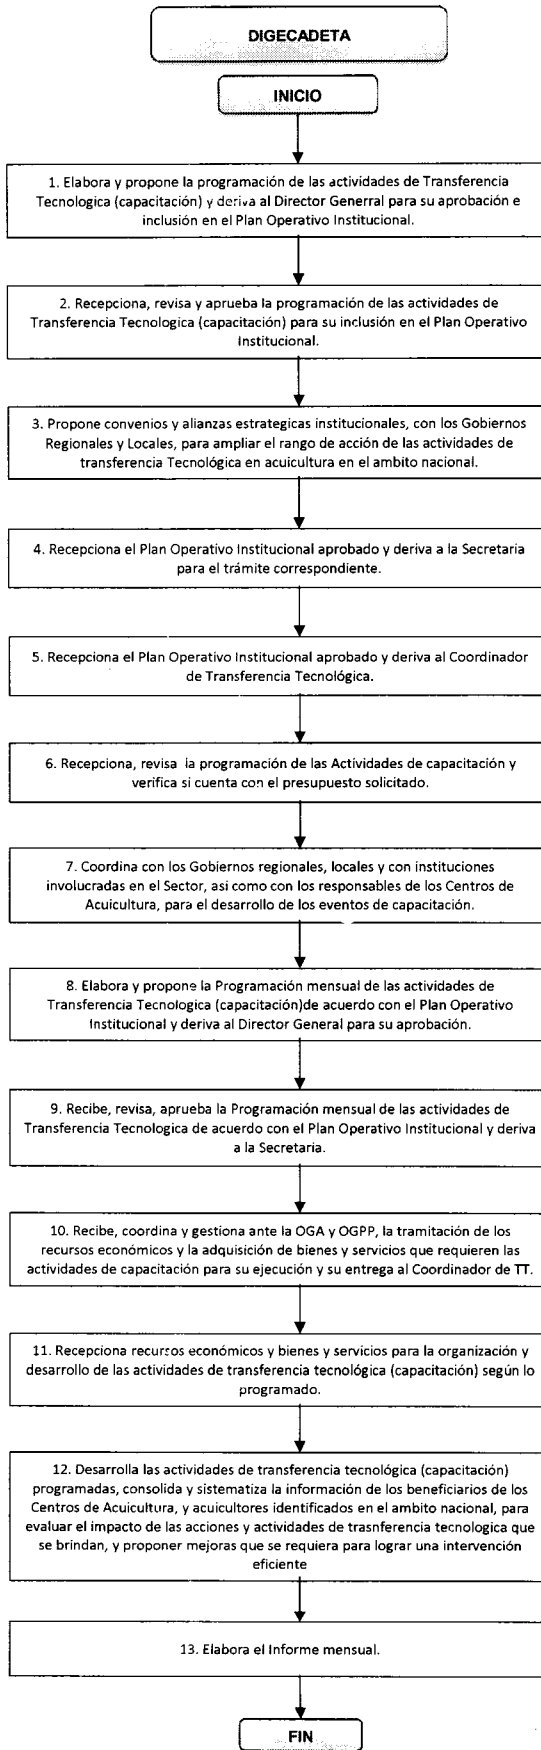 DIGECADETA
INICIO
1. Elabora y propone la programación de las actividades de Transferencia
Tecnologica (capacitación) y deriva al Director Generral para su aprobación e
inclusión en el Plan Operativo Institucional.
2. Recepciona, revisa y aprueba la programación de las actividades de
Transferencia Tecnologica (capacitación) para su inclusión en el Plan Operativo
Institucional.
3. Propone convenios y alianzas estrategicas institucionales, con los Gobiernos
Regionales y Locales, para ampliar el rango de acción de las actividades de
transferencia Tecnológica en acuicultura en el ambito nacional.
4. Recepciona el Plan Operativo Institucional aprobado y deriva a la Secretaria
para el trámite correspondiente.
5. Recepciona el Plan Operativo Institucional aprobado y deriva al Coordinador
de Transferencia Tecnológica.
6. Recepciona, revisa la programación de las Actividades de capacitación y
verifica si cuenta con el presupuesto solicitado.
7. Coordina con los Gobiernos regionales, locales y con instituciones
involucradas en el Sector, asi como con los responsables de los Centros de
Acuicultura, para el desarrollo de los eventos de capacitación.
8. Elabora y propone la Programación mensual de las actividades de
Transferencia Tecnologica (capacitación)de acuerdo con el Plan Operativo
Institucional y deriva al Director General para su aprobación.
9. Recibe, revisa, aprueba la Programación mensual de las actividades de
Transferencia Tecnologica de acuerdo con el Plan Operativo Institucional y deriva
a la Secretaria.
10. Recibe, coordina y gestiona ante la OGA y OGPP, la tramitación de los
recursos económicos y la adquisición de bienes y servicios que requieren las
actividades de capacitación para su ejecución y su entrega al Coordinador de TT.
11. Recepciona recursos económicos y bienes y servicios para la organización y
desarrollo de las actividades de transferencia tecnológica (capacitación) según lo
programado.
12. Desarrolla las actividades de transferencia tecnológica (capacitación)
programadas, consolida y sistematiza la información de los beneficiarios de los
Centros de Acuicultura, y acuicultores identificados en el ambito nacional, para
evaluar el impacto de las acciones y actividades de trasnferencia tecnologica que
se brindan, y proponer mejoras que se requiera para lograr una intervención
eficiente
13. Elabora el Informe mensual.
FIN